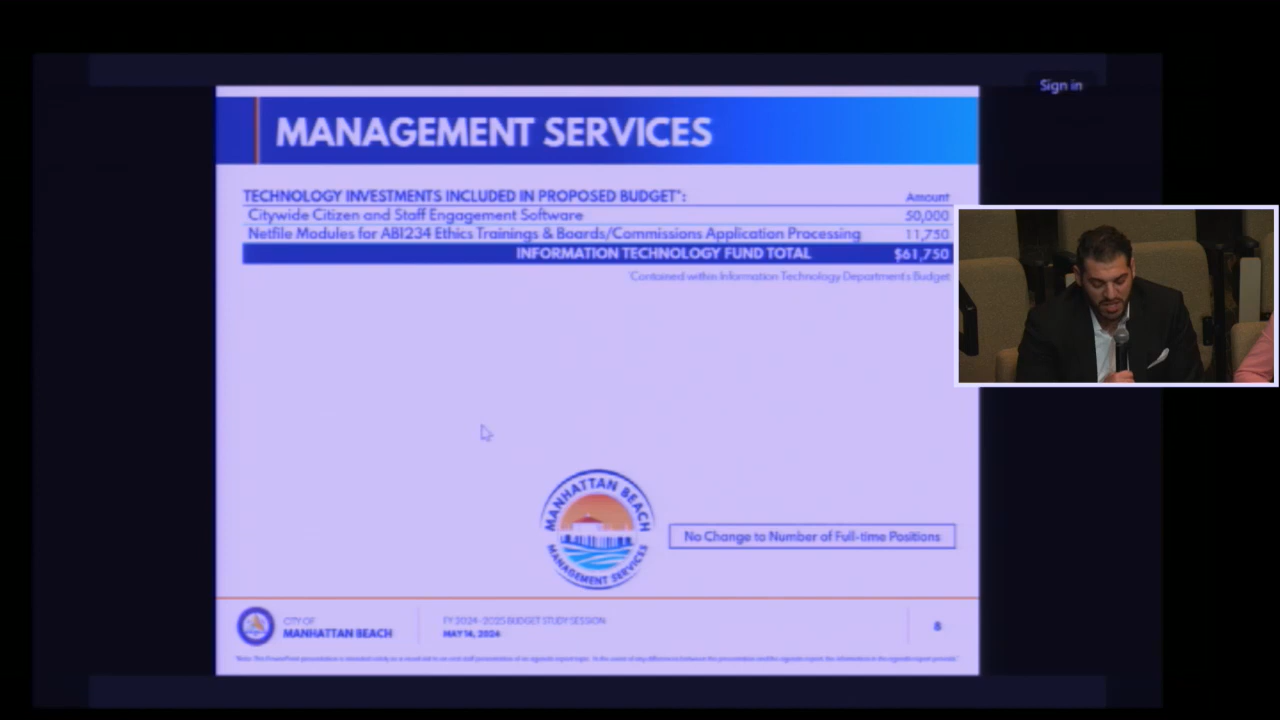 Sign in
MANAGEMENT SERVICES
TECHNOLOGY INVESTMENTS INCLUDED IN PROPOSED BUDGET*: Amount
Citywide Citizen and Staff Engagement Software 50,000
Netfile Modules for AB1234 Ethics Trainings & Boards/Commissions Application Processing 11,750
INFORMATION TECHNOLOGY FUND TOTAL $61,750
*Contained within Information Technology Department's Budget
MANHATTAN BEACH
MANAGEMENT SERVICES
No Change to Number of Full-time Positions
CITY OF
MANHATTAN BEACH
FY 2024-2025 BUDGET STUDY SESSION
MAY 14, 2024
8